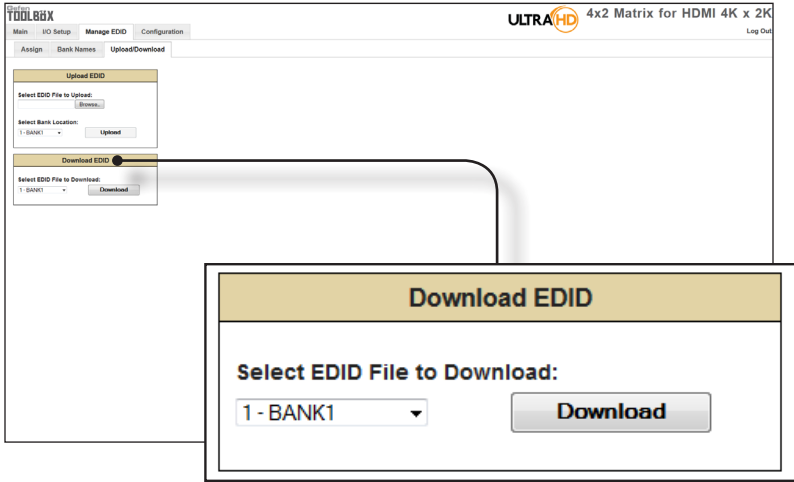 Gefen
TOOLBOX
ULTRA HD 4x2 Matrix for HDMI 4K x 2K
Main I/O Setup Manage EDID Configuration
Log Out
Assign Bank Names Upload/Download
Upload EDID
Select EDID File to Upload:
Browse..
Select Bank Location:
1 - BANK1 Upload
Download EDID
Select EDID File to Download:
1 - BANK1 Download
Download EDID
Select EDID File to Download:
1 - BANK1 Download